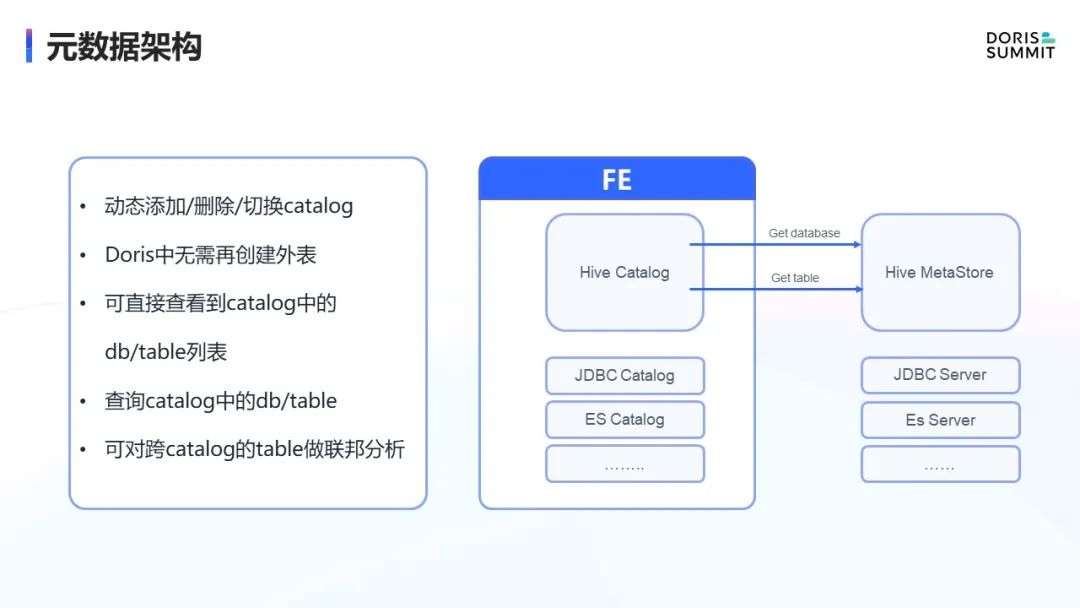 元数据架构
DORIS
SUMMIT
• 动态添加/删除/切换catalog
• Doris中无需再创建外表
• 可直接查看到catalog中的
db/table列表
• 查询catalog中的db/table
• 可对跨catalog的table做联邦分析
FE
Hive Catalog
Get database
Get table
Hive MetaStore
JDBC Catalog
JDBC Server
ES Catalog
Es Server
........
......